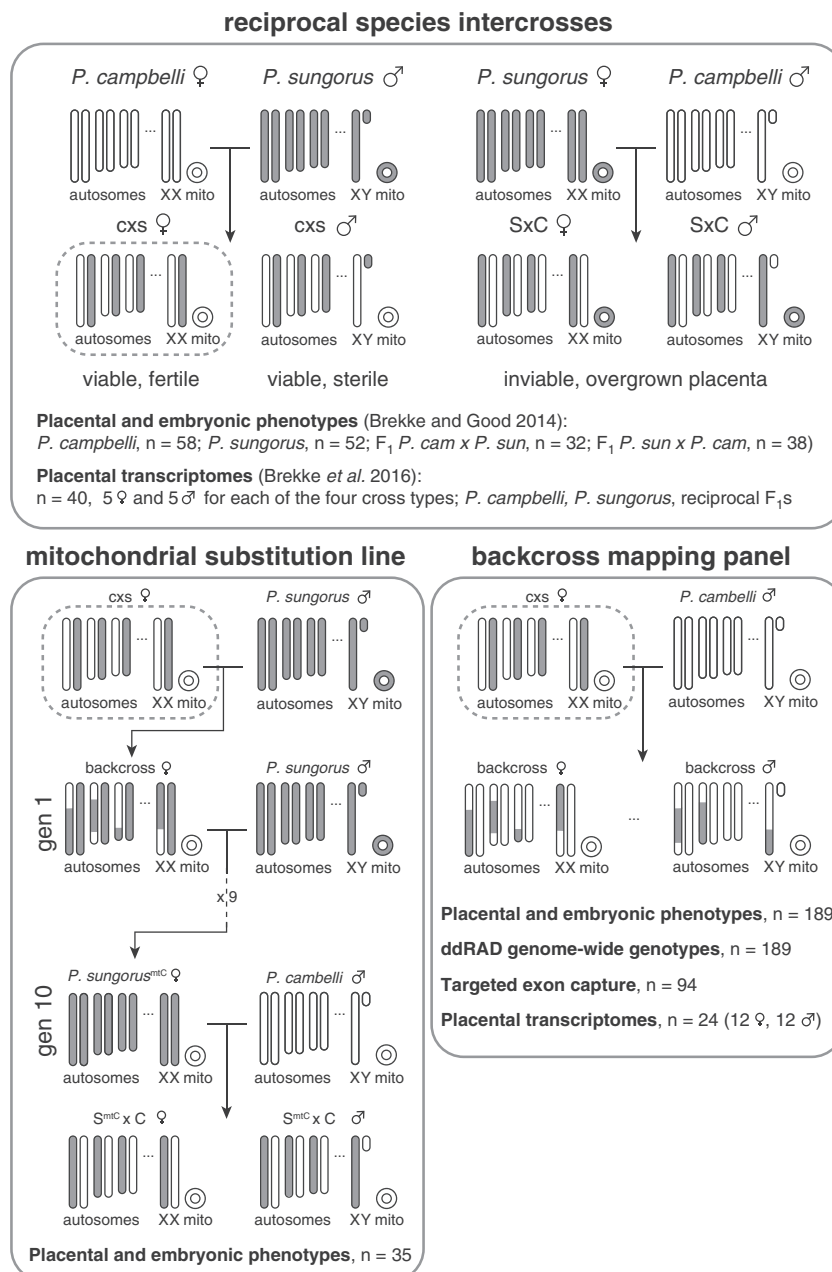 reciprocal species intercrosses
P. campbelli ♀ P. sungorus ♂ P. sungorus ♀ P. campbelli ♂
... ... ... ...
autosomes XX mito autosomes XY mito autosomes XX mito autosomes XY mito
cxs ♀ cxs ♂ SxC ♀ SxC ♂
... ... ... ...
autosomes XX mito autosomes XY mito autosomes XX mito autosomes XY mito
viable, fertile viable, sterile inviable, overgrown placenta
Placental and embryonic phenotypes (Brekke and Good 2014):
P. campbelli, n = 58; P. sungorus, n = 52; F₁ P. cam x P. sun, n = 32; F₁ P. sun x P. cam, n = 38)
Placental transcriptomes (Brekke et al. 2016):
n = 40, 5 ♀ and 5 ♂ for each of the four cross types; P. campbelli, P. sungorus, reciprocal F₁s
mitochondrial substitution line
cxs ♀ P. sungorus ♂
... ...
autosomes XX mito autosomes XY mito
gen 1
backcross ♀ P. sungorus ♂
... ...
autosomes XX mito autosomes XY mito
x 9
gen 10
P. sungorusᵐᵗC ♀ P. cambelli ♂
... ...
autosomes XX mito autosomes XY mito
SᵐᵗC x C ♀ SᵐᵗC x C ♂
... ...
autosomes XX mito autosomes XY mito
Placental and embryonic phenotypes, n = 35
backcross mapping panel
cxs ♀ P. cambelli ♂
... ...
autosomes XX mito autosomes XY mito
backcross ♀ backcross ♂
... ... ...
autosomes XX mito autosomes XY mito
Placental and embryonic phenotypes, n = 189
ddRAD genome-wide genotypes, n = 189
Targeted exon capture, n = 94
Placental transcriptomes, n = 24 (12 ♀, 12 ♂)